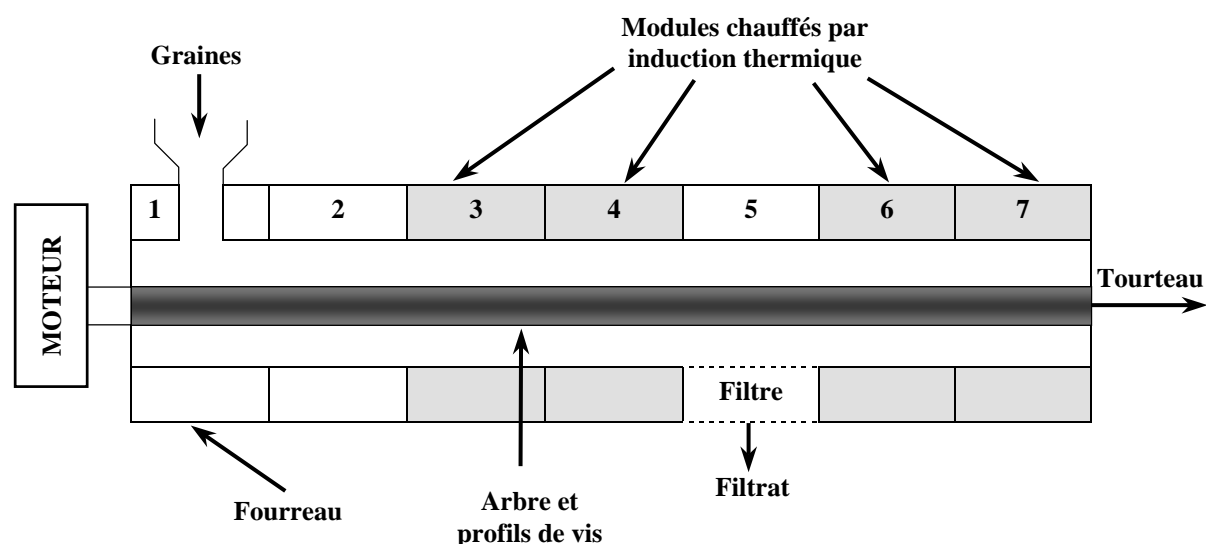 Modules chauffés par
induction thermique
Graines
1 2 3 4 5 6 7
MOTEUR
Tourteau
Filtre
Filtrat
Fourreau
Arbre et
profils de vis